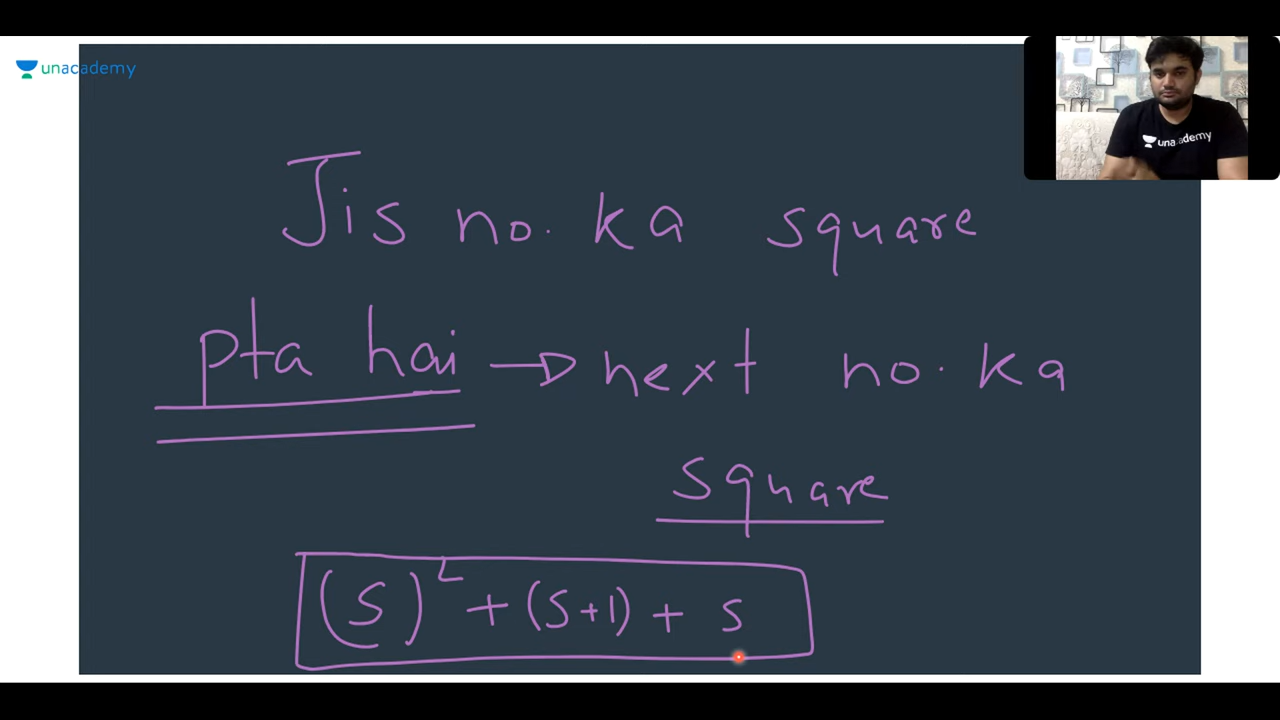 unacademy
unacademy
Jis no. ka square
pta hai → next no. ka
square
(S)² + (S+1) + S